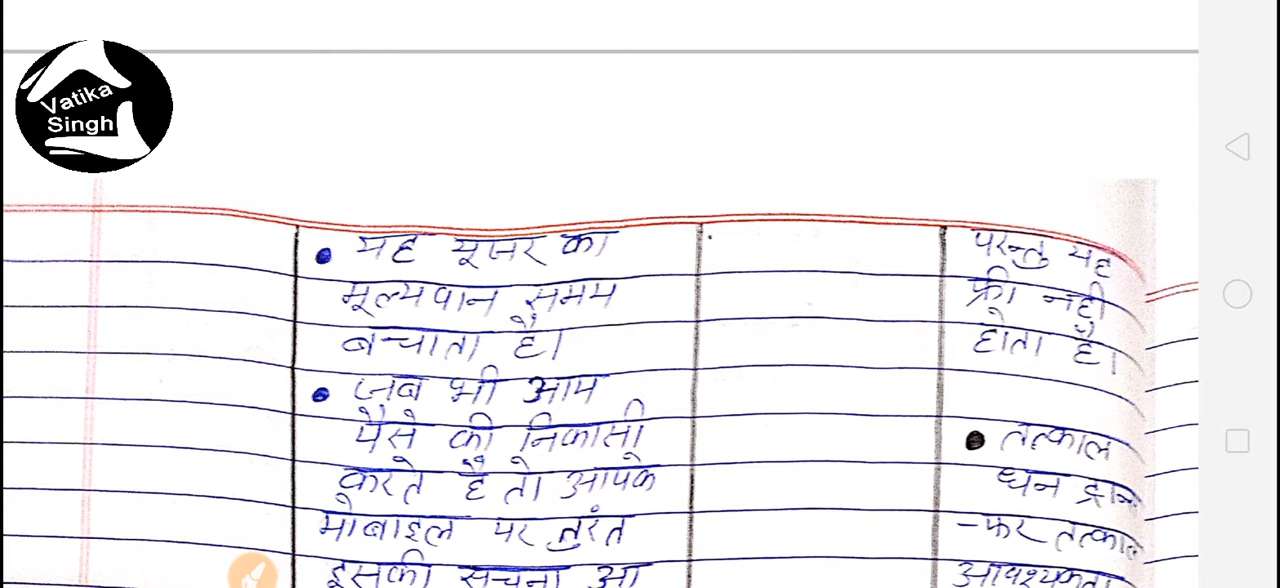 Vatika
Singh
• यह यूसर का
मूल्यवान समय
बचाता है।
• जब भी आप
पैसे की निकासी
करते है तो आपके
मोबाइल पर तुरंत
इसकी सूचना आ
परन्तु यह
फ्री नही
होता है।
• तत्काल
धन ट्रान्स
-फर तत्काल
आवश्यकता